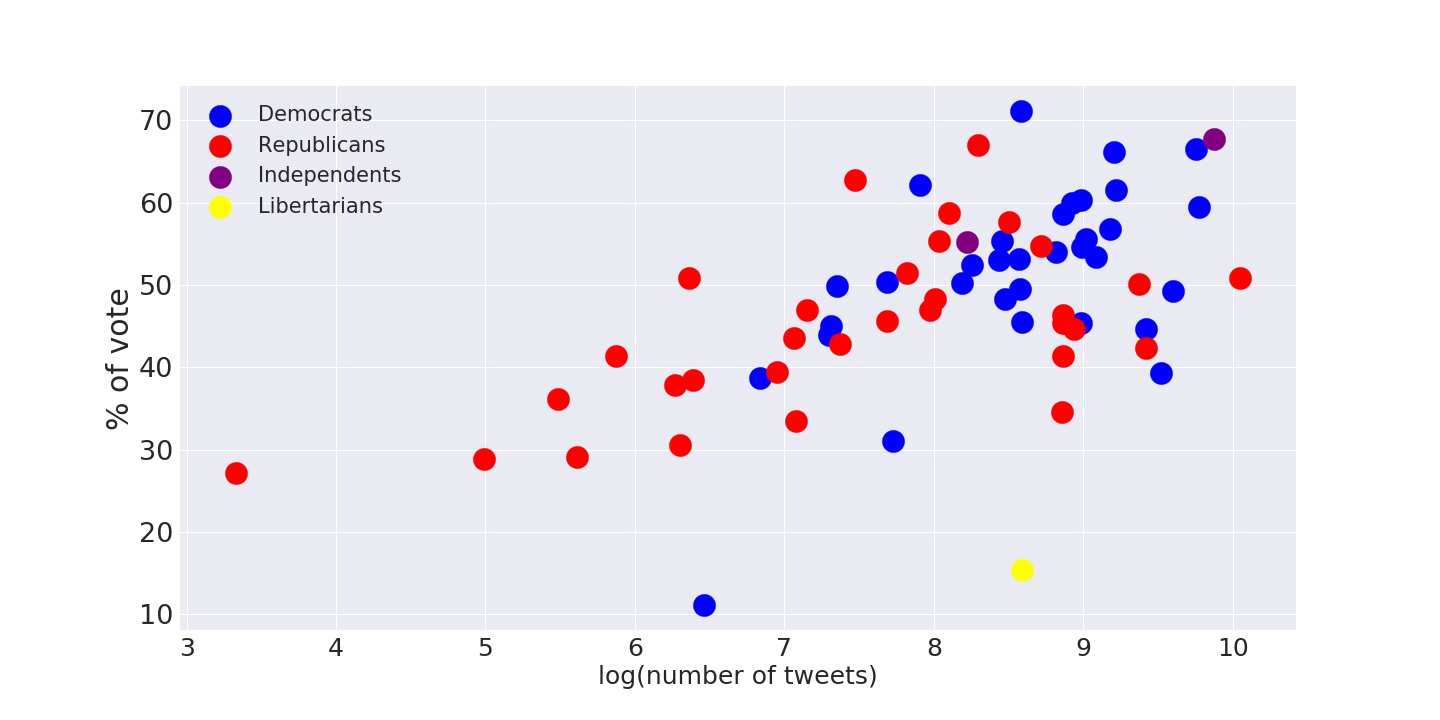 Democrats
Republicans
Independents
Libertarians
70
60
50
40
30
20
10
% of vote
3 4 5 6 7 8 9 10
log(number of tweets)